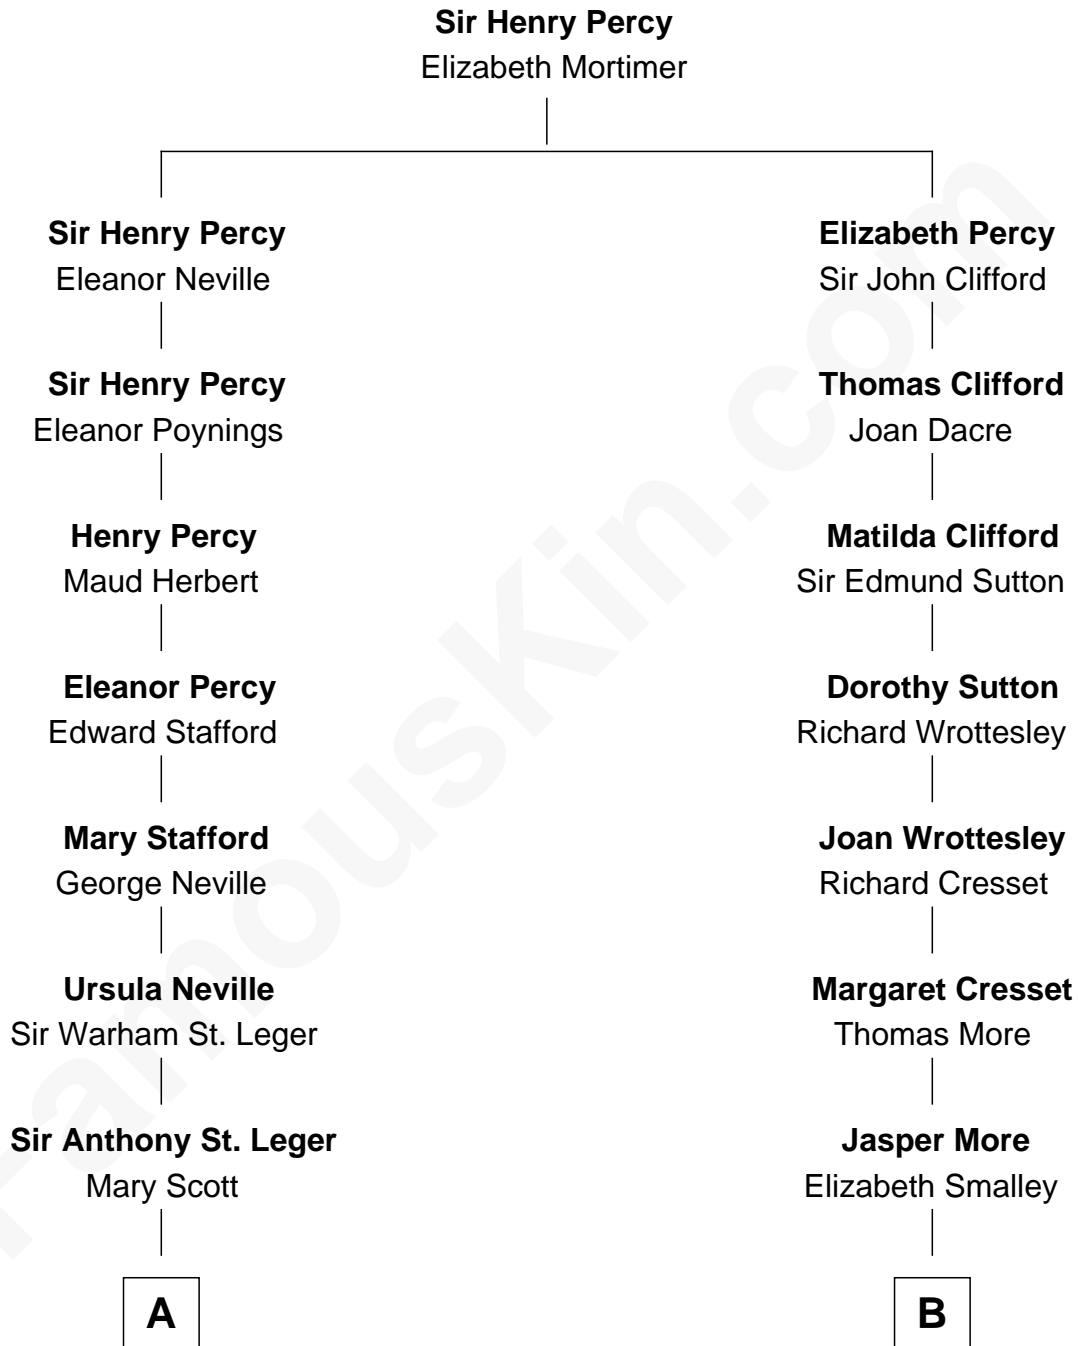 Sir Henry Percy
Elizabeth Mortimer
Sir Henry Percy
Eleanor Neville
Sir Henry Percy
Eleanor Poynings
Henry Percy
Maud Herbert
Eleanor Percy
Edward Stafford
Mary Stafford
George Neville
Ursula Neville
Sir Warham St. Leger
Sir Anthony St. Leger
Mary Scott
A
Elizabeth Percy
Sir John Clifford
Thomas Clifford
Joan Dacre
Matilda Clifford
Sir Edmund Sutton
Dorothy Sutton
Richard Wrottesley
Joan Wrottesley
Richard Cresset
Margaret Cresset
Thomas More
Jasper More
Elizabeth Smalley
B
FamousKin.com